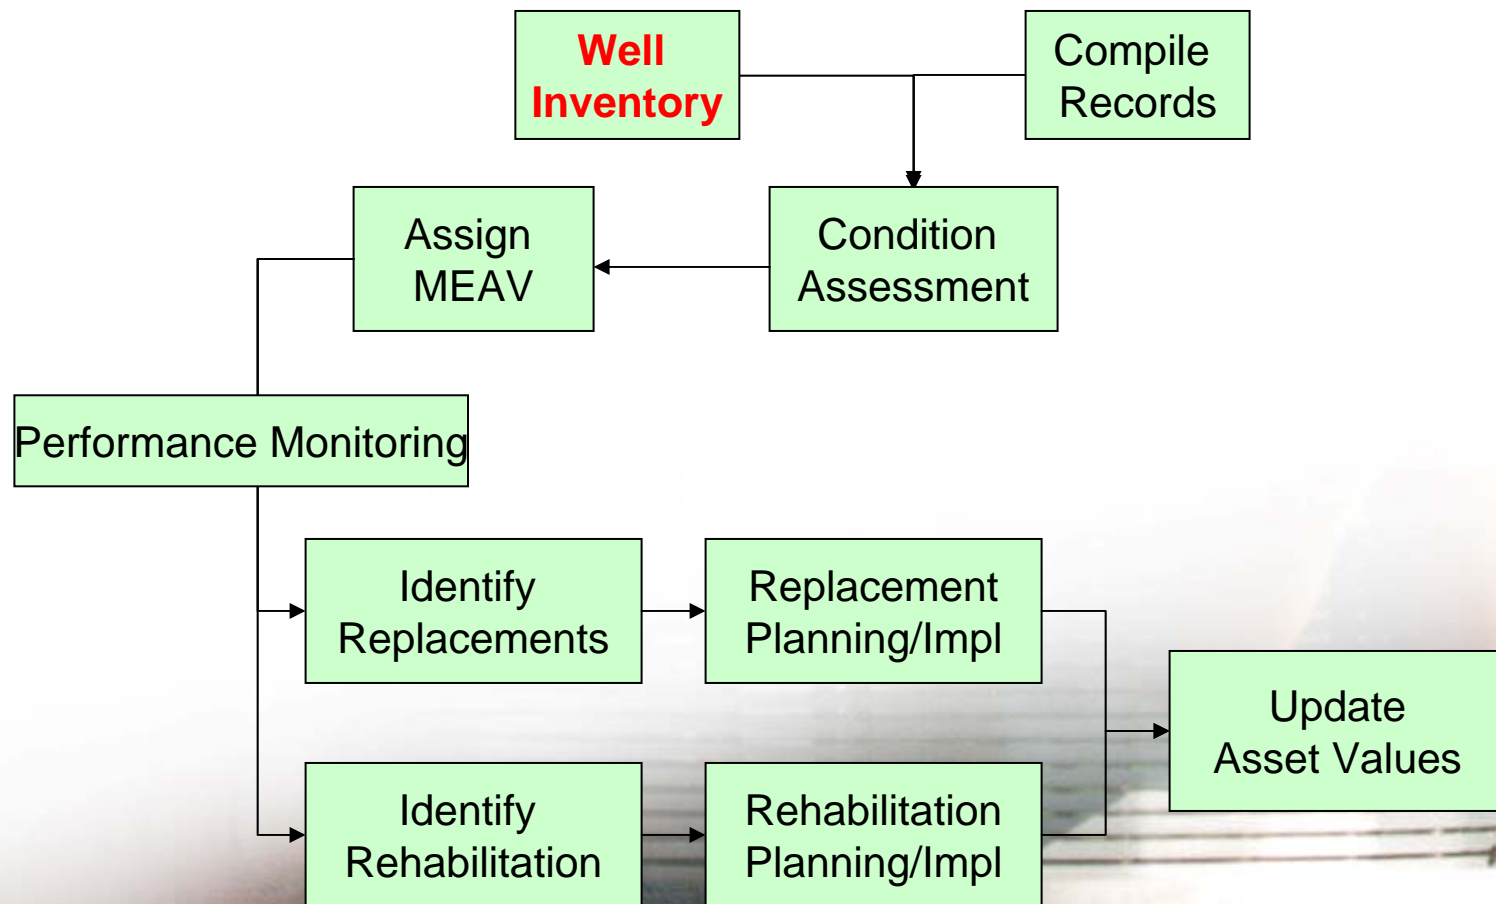 Well
Inventory
Compile
Records
Assign
MEAV
Condition
Assessment
Performance Monitoring
Identify
Replacements
Replacement
Planning/Impl
Update
Asset Values
Identify
Rehabilitation
Rehabilitation
Planning/Impl